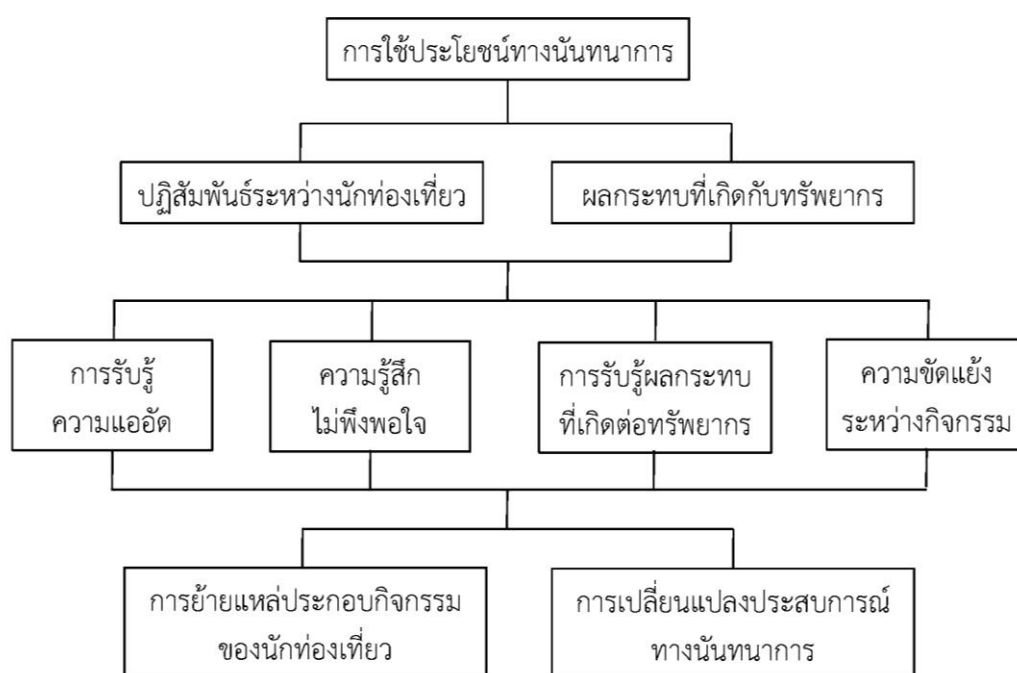 การใช้ประโยชน์ทางนันทนาการ
ปฏิสัมพันธ์ระหว่างนักท่องเที่ยว
ผลกระทบที่เกิดกับทรัพยากร
การรับรู้
ความแออัด
ความรู้สึก
ไม่พึงพอใจ
การรับรู้ผลกระทบ
ที่เกิดต่อทรัพยากร
ความขัดแย้ง
ระหว่างกิจกรรม
การย้ายแหล่ประกอบกิจกรรม
ของนักท่องเที่ยว
การเปลี่ยนแปลงประสบการณ์
ทางนันทนาการ